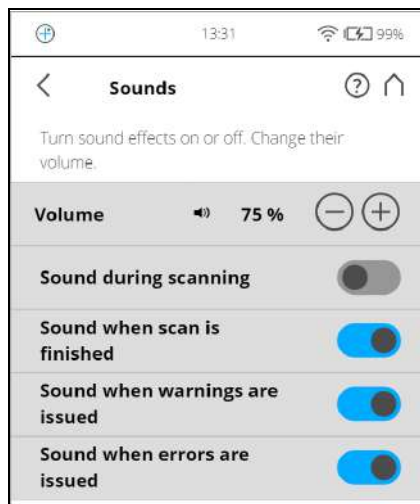 13:31
99%
Sounds
Turn sound effects on or off. Change their
volume.
Volume 75 %
Sound during scanning
Sound when scan is
finished
Sound when warnings are
issued
Sound when errors are
issued